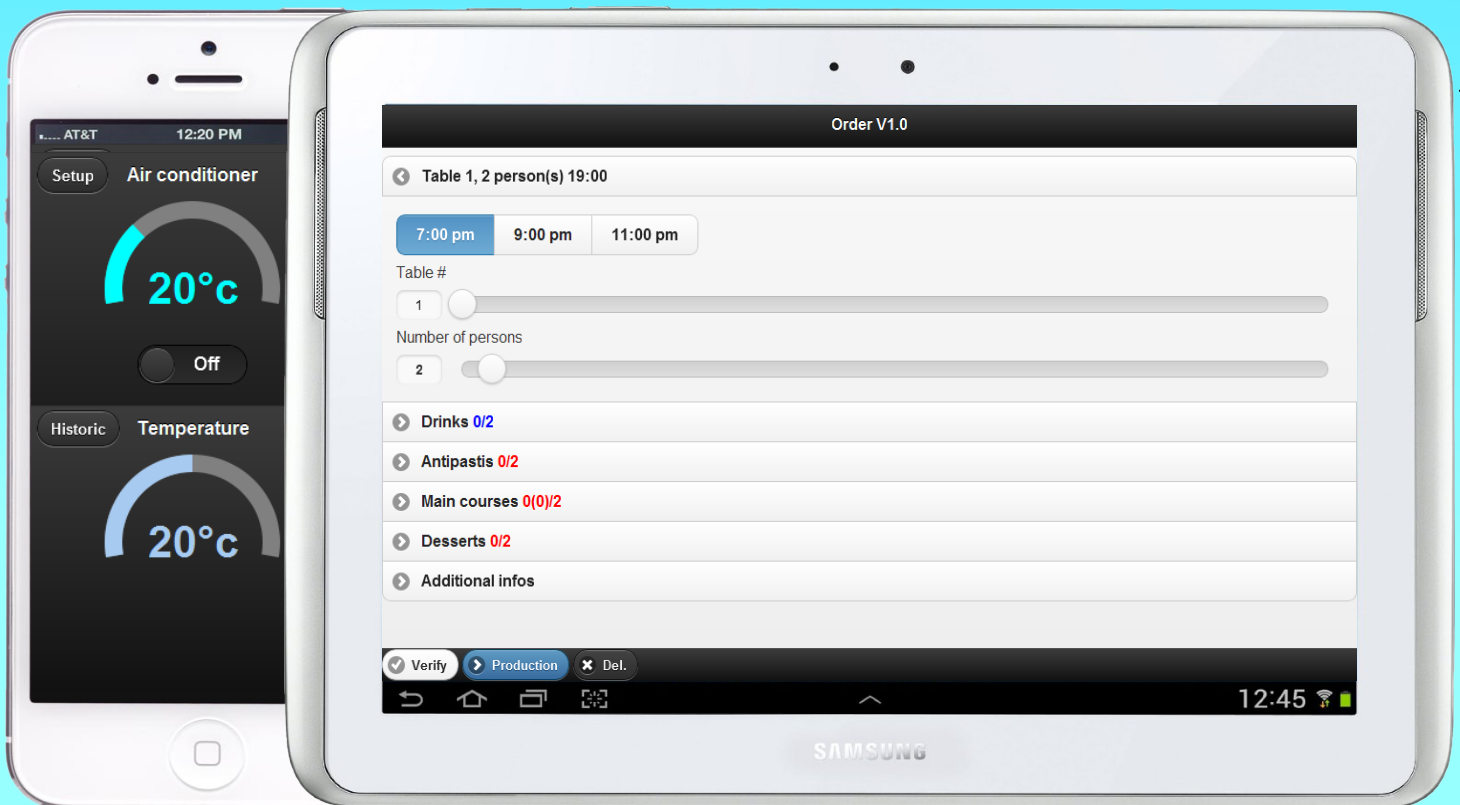 AT&T 12:20 PM
Setup Air conditioner
20°c
Off
Historic Temperature
20°c
Order V1.0
Table 1, 2 person(s) 19:00
7:00 pm 9:00 pm 11:00 pm
Table #
1
Number of persons
2
Drinks 0/2
Antipastis 0/2
Main courses 0(0)/2
Desserts 0/2
Additional infos
Verify Production Del.
12:45
SAMSUNG